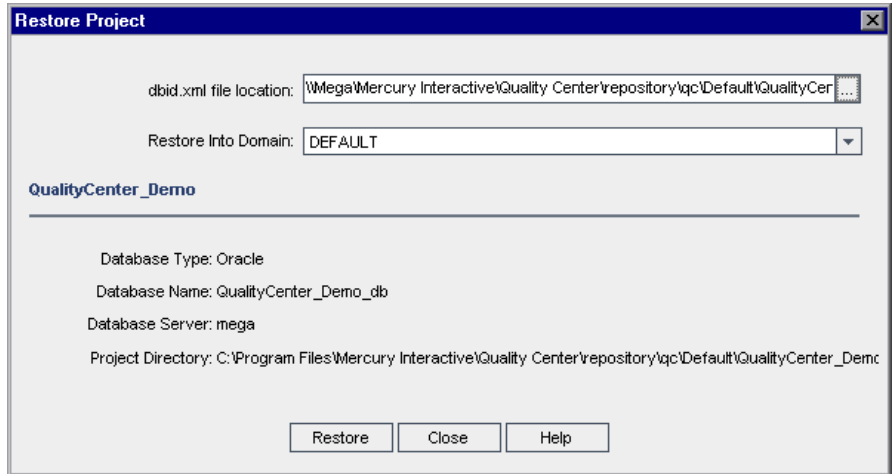 Restore Project
dbid.xml file location: \\Mega\Mercury Interactive\Quality Center\repository\qc\Default\QualityCer ...
Restore Into Domain: DEFAULT
QualityCenter_Demo
Database Type: Oracle
Database Name: QualityCenter_Demo_db
Database Server: mega
Project Directory: C:\Program Files\Mercury Interactive\Quality Center\repository\qc\Default\QualityCenter_Demc
Restore Close Help